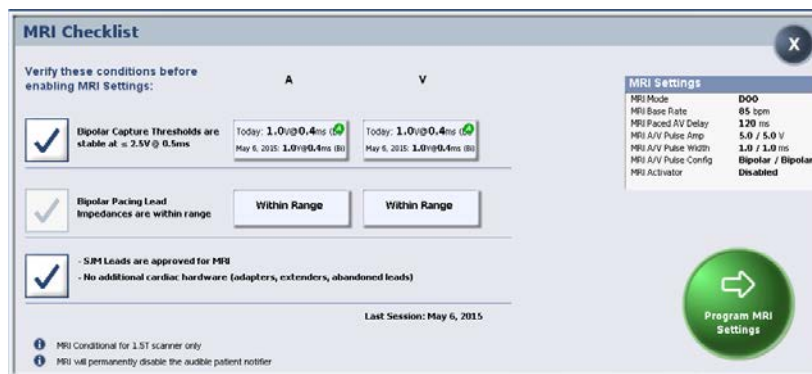 MRI Checklist
X
Verify these conditions before
enabling MRI Settings:
A
V
Bipolar Capture Thresholds are
stable at ≤ 2.5V @ 0.5ms
Today: 1.0V@0.4ms
May 6, 2015: 1.0V@0.4ms (Bi)
Today: 1.0V@0.4ms
May 6, 2015: 1.0V@0.4ms (Bi)
Bipolar Pacing Lead
Impedances are within range
Within Range
Within Range
- SJM Leads are approved for MRI
- No additional cardiac hardware (adapters, extenders, abandoned leads)
Last Session: May 6, 2015
MRI Conditional for 1.5T scanner only
MRI will permanently disable the audible patient notifier
MRI Settings
MRI Mode DOO
MRI Base Rate 85 bpm
MRI Paced AV Delay 120 ms
MRI A/V Pulse Amp 5.0 / 5.0 V
MRI A/V Pulse Width 1.0 / 1.0 ms
MRI A/V Pulse Config Bipolar / Bipolar
MRI Activator Disabled
Program MRI
Settings